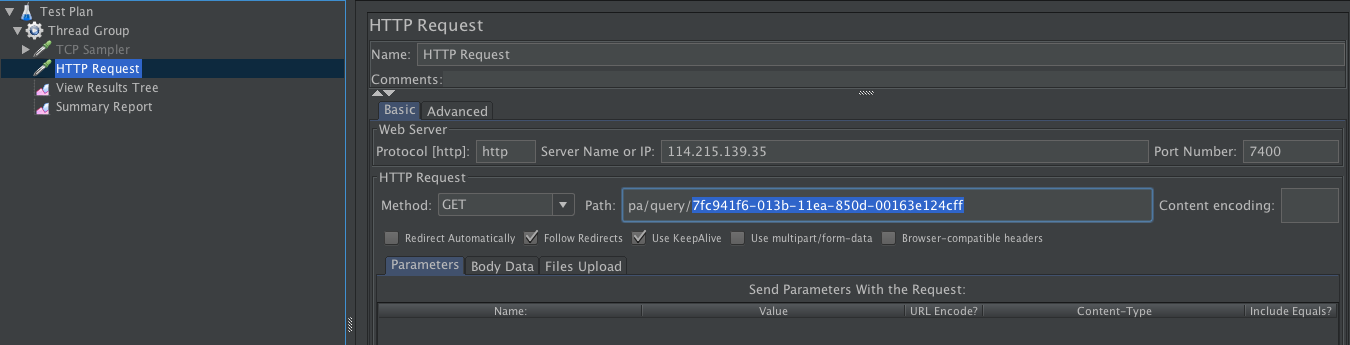 Test Plan
Thread Group
TCP Sampler
HTTP Request
View Results Tree
Summary Report
HTTP Request
Name: HTTP Request
Comments:
Basic Advanced
Web Server
Protocol [http]: http Server Name or IP: 114.215.139.35 Port Number: 7400
HTTP Request
Method: GET Path: pa/query/7fc941f6-013b-11ea-850d-00163e124cff Content encoding:
Redirect Automatically Follow Redirects Use KeepAlive Use multipart/form-data Browser-compatible headers
Parameters Body Data Files Upload
Send Parameters With the Request:
Name: Value URL Encode? Content-Type Include Equals?